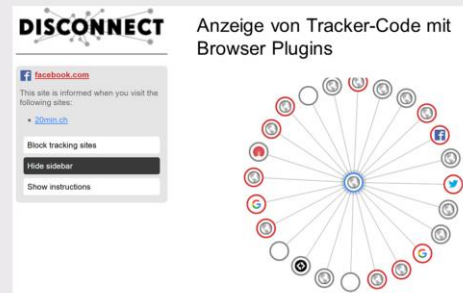 DISCONNECT
facebook.com
This site is informed when you visit the
following sites:
20min.ch
Block tracking sites
Hide sidebar
Show instructions
Anzeige von Tracker-Code mit
Browser Plugins